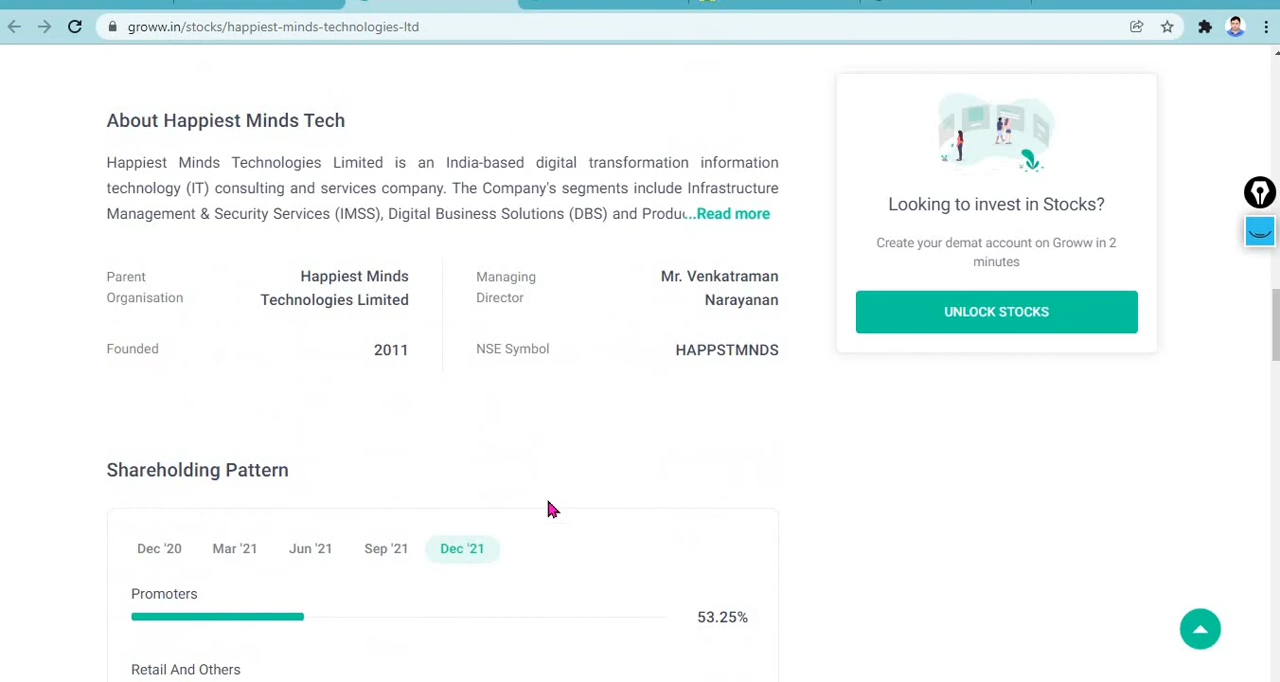 groww.in/stocks/happiest-minds-technologies-ltd
About Happiest Minds Tech
Happiest Minds Technologies Limited is an India-based digital transformation information
technology (IT) consulting and services company. The Company's segments include Infrastructure
Management & Security Services (IMSS), Digital Business Solutions (DBS) and Produc...Read more
Parent Organisation
Happiest Minds Technologies Limited
Managing Director
Mr. Venkatraman Narayanan
Founded
2011
NSE Symbol
HAPPSTMNDS
Looking to invest in Stocks?
Create your demat account on Groww in 2
minutes
UNLOCK STOCKS
Shareholding Pattern
Dec '20 Mar '21 Jun '21 Sep '21 Dec '21
Promoters
53.25%
Retail And Others